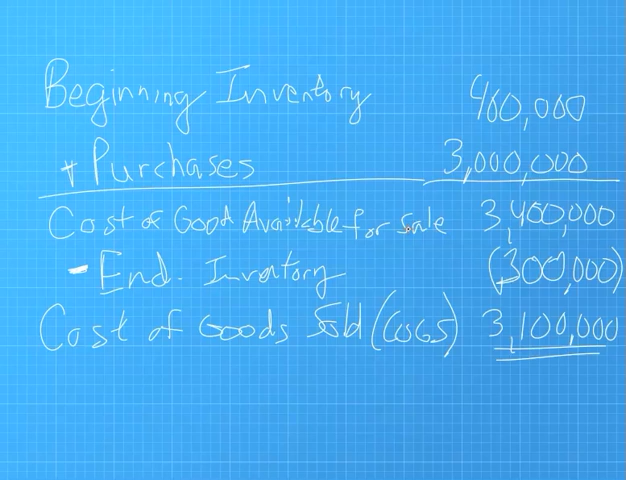 Beginning Inventory 400,000
+ Purchases 3,000,000
Cost of Good Available for sale 3,400,000
- End. Inventory (300,000)
Cost of Goods Sold (COGS) 3,100,000